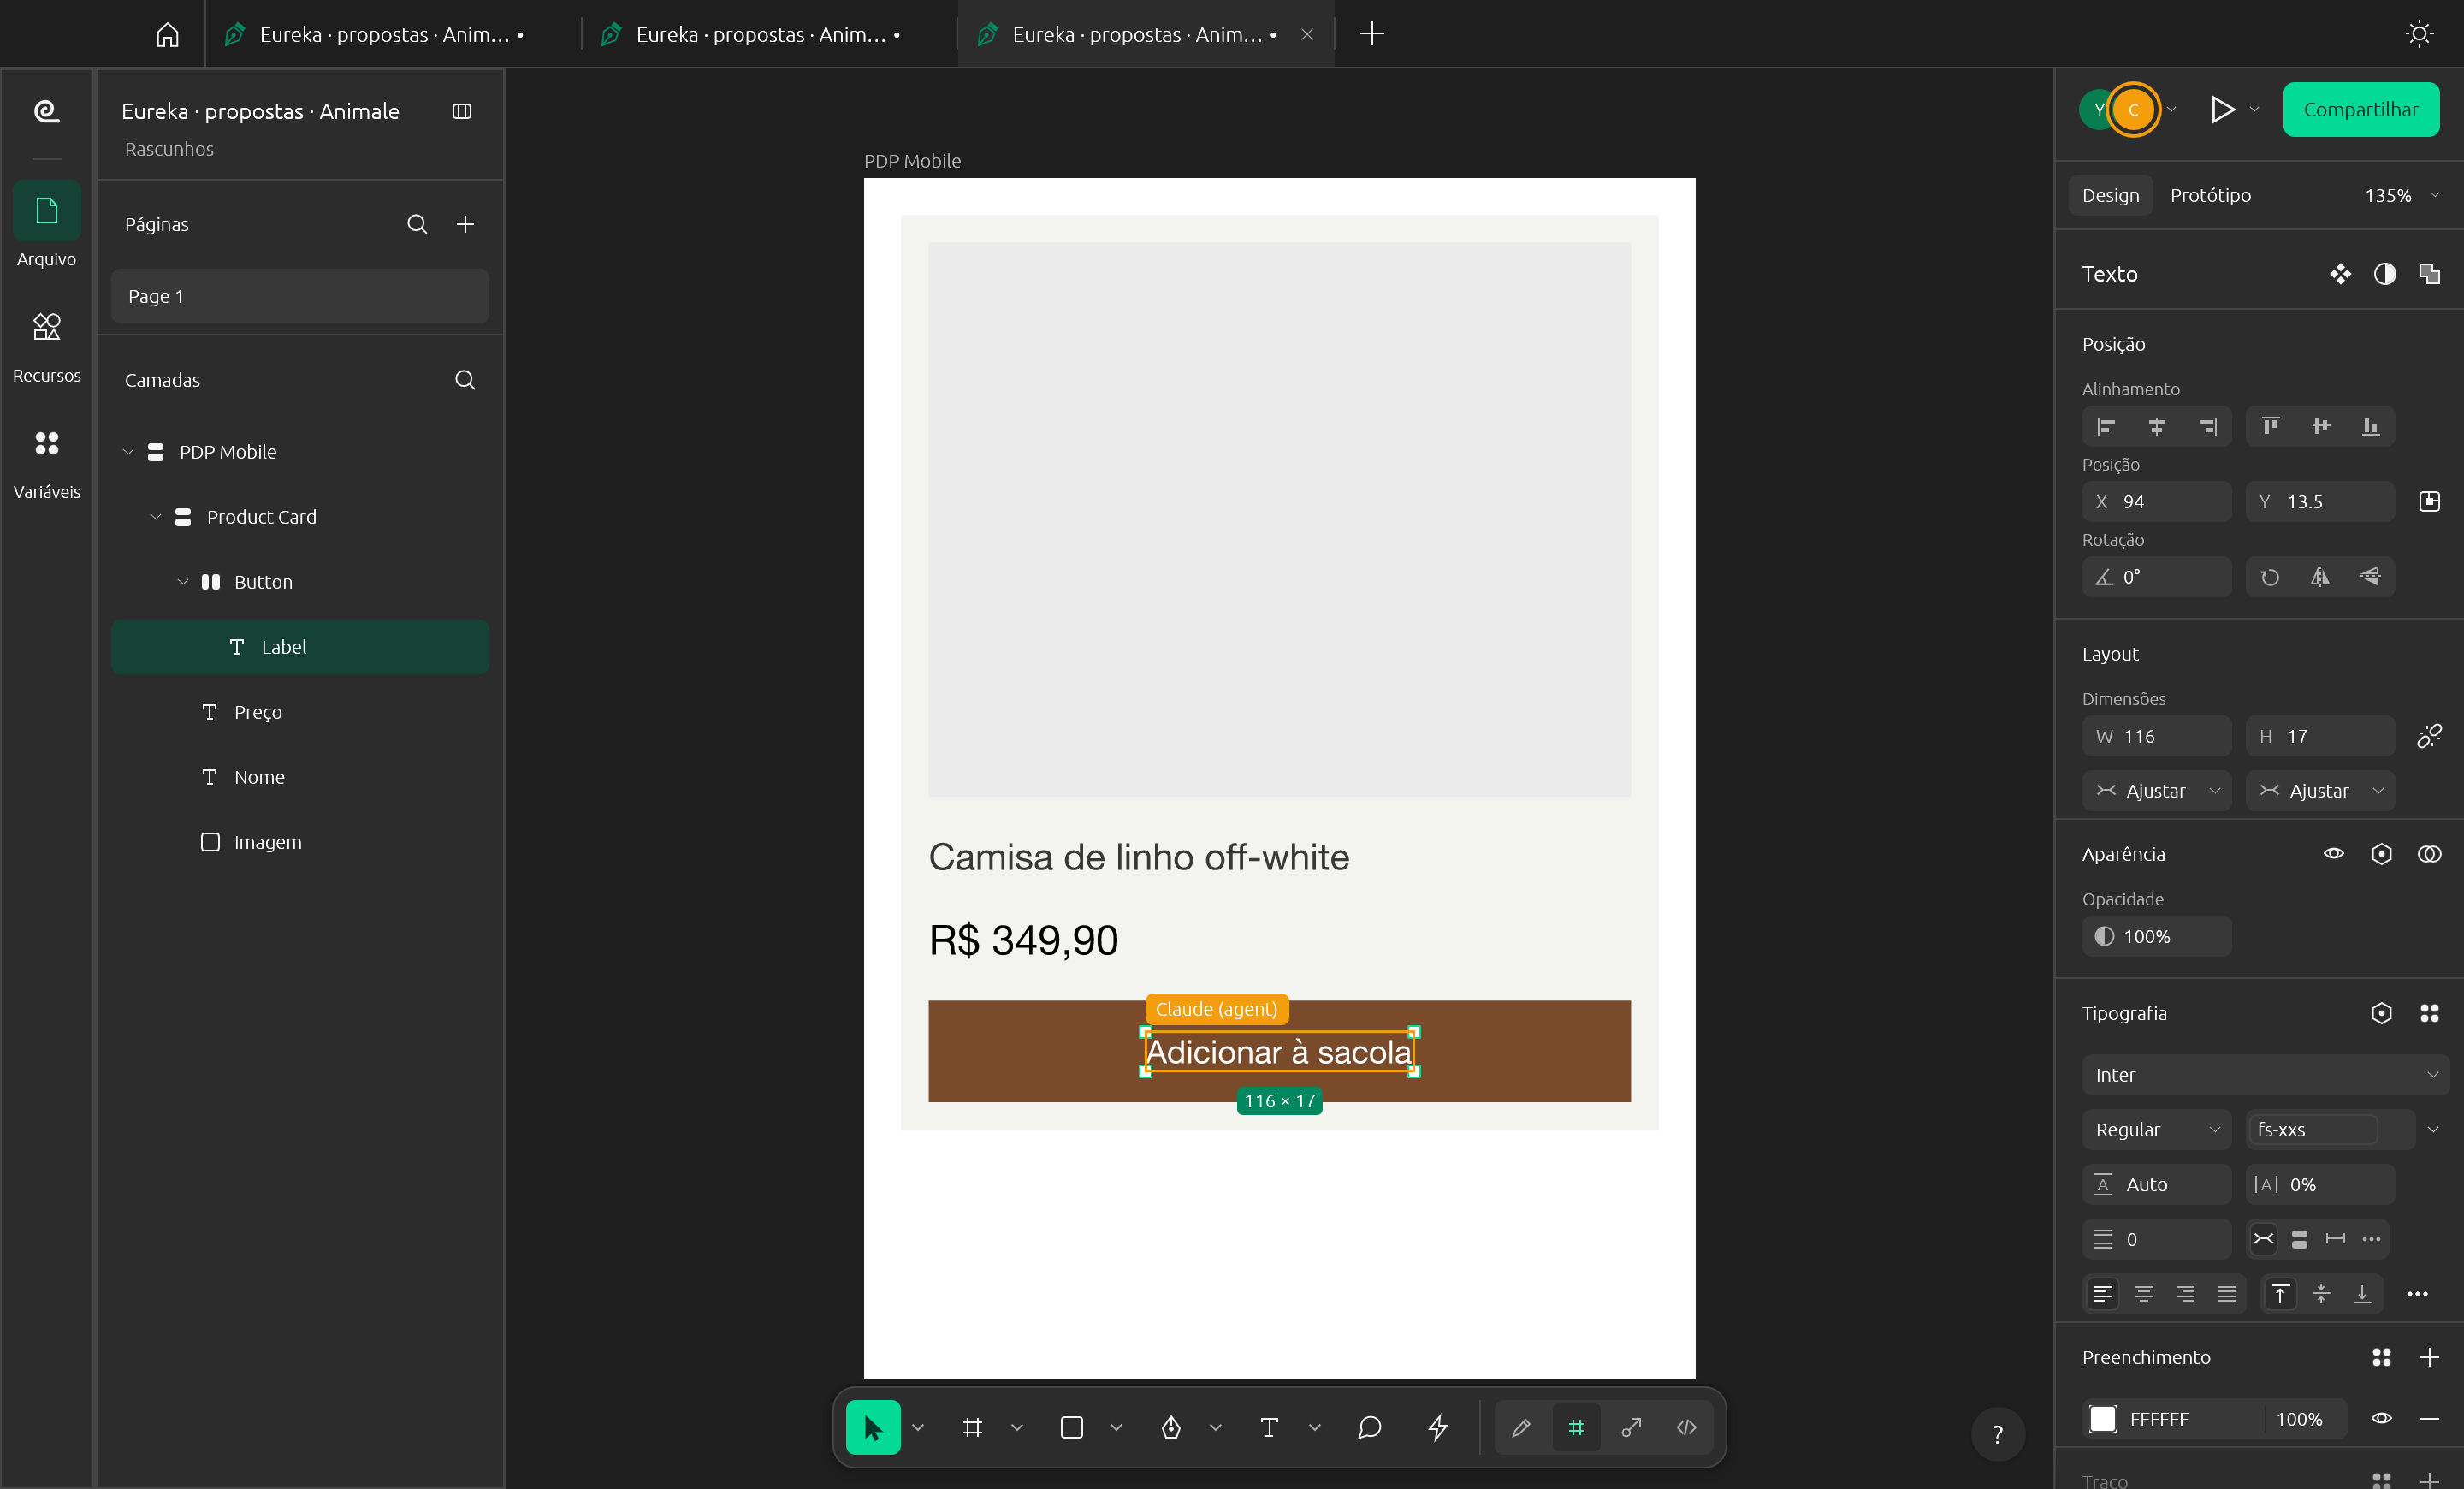 Eureka · propostas · Anim... •
Eureka · propostas · Anim... •
Eureka · propostas · Anim... •
Eureka · propostas · Animale
Rascunhos
Arquivo
Recursos
Variáveis
Páginas
Page 1
Camadas
PDP Mobile
Product Card
Button
Label
Preço
Nome
Imagem
PDP Mobile
Camisa de linho off-white
R$ 349,90
Claude (agent)
Adicionar à sacola
116 × 17
?
Y
C
Compartilhar
Design Protótipo 135%
Texto
Posição
Alinhamento
Posição
X 94 Y 13.5
Rotação
0°
Layout
Dimensões
W 116 H 17
Ajustar Ajustar
Aparência
Opacidade
100%
Tipografia
Inter
Regular fs-xxs
A Auto |A| 0%
0
Preenchimento
FFFFFF 100%
Traço